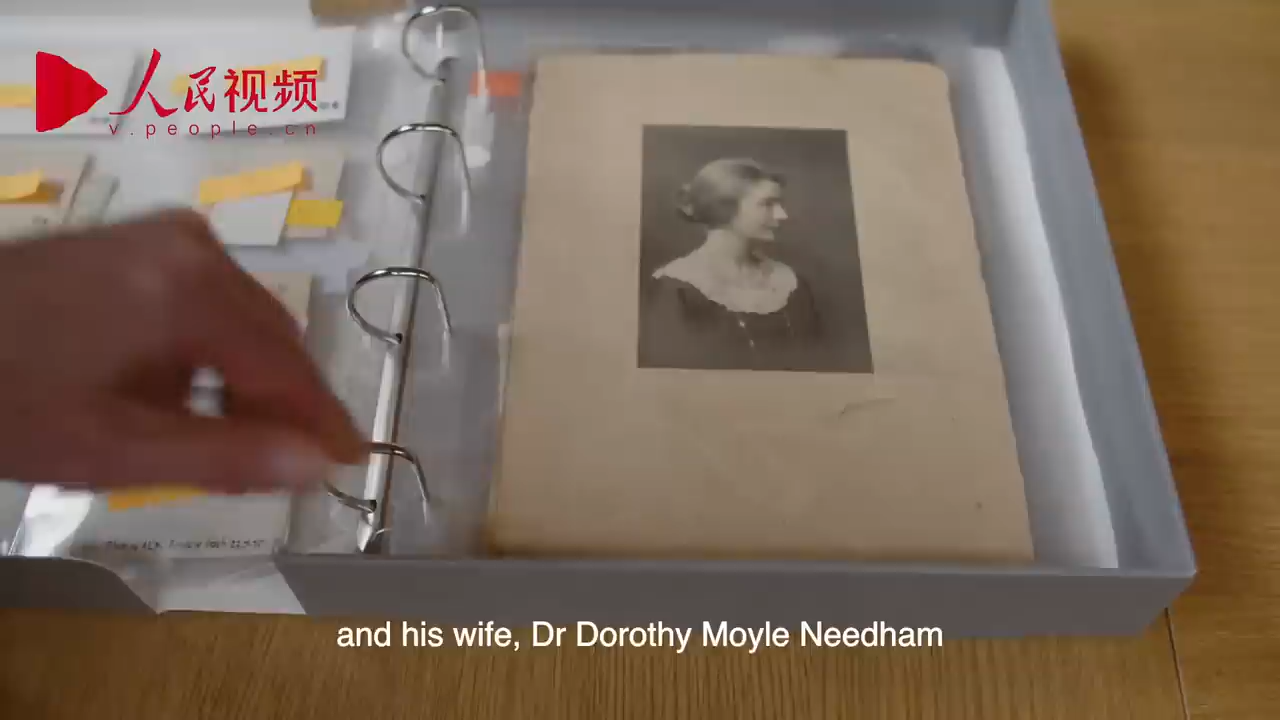 人民视频
v.people.cn
and his wife, Dr Dorothy Moyle Needham